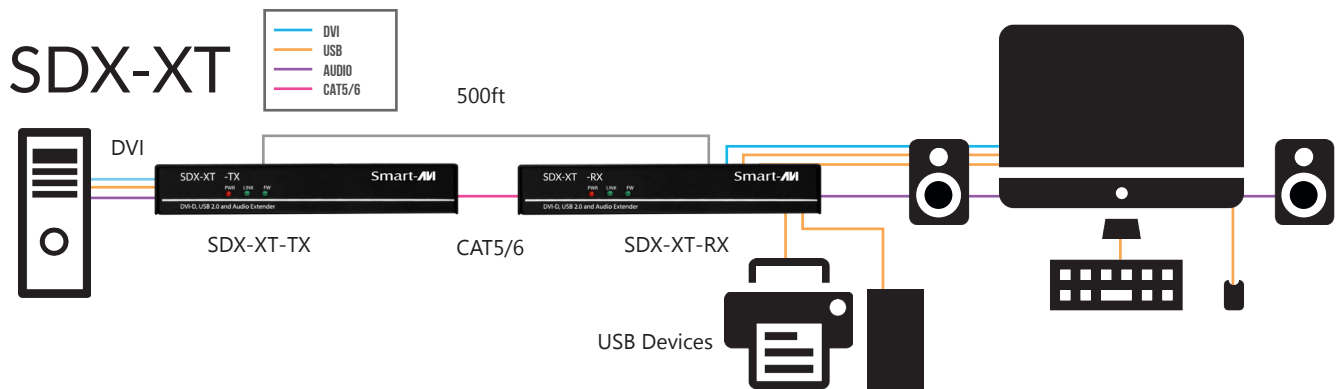 SDX-XT
DVI
USB
AUDIO
CAT5/6
500ft
DVI
SDX-XT -TX
Smart-AVI
PWR LINK FW
DVI-D, USB 2.0 and Audio Extender
SDX-XT -RX
Smart-AVI
PWR LINK FW
DVI-D, USB 2.0 and Audio Extender
SDX-XT-TX
CAT5/6
SDX-XT-RX
USB Devices